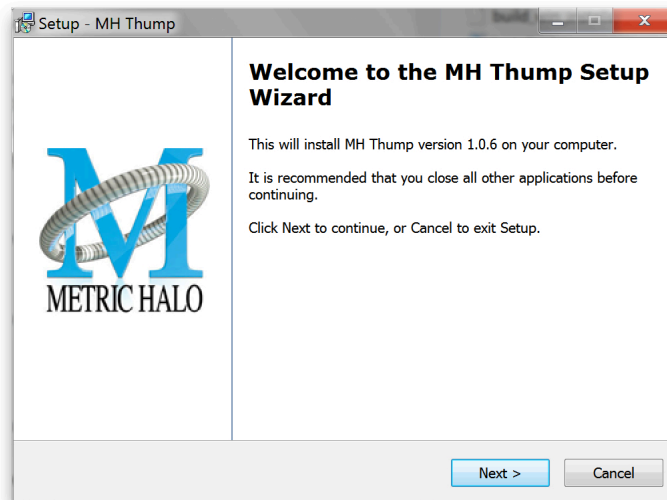 Setup - MH Thump
Welcome to the MH Thump Setup
Wizard
This will install MH Thump version 1.0.6 on your computer.
It is recommended that you close all other applications before
continuing.
Click Next to continue, or Cancel to exit Setup.
M
METRIC HALO
Next >
Cancel